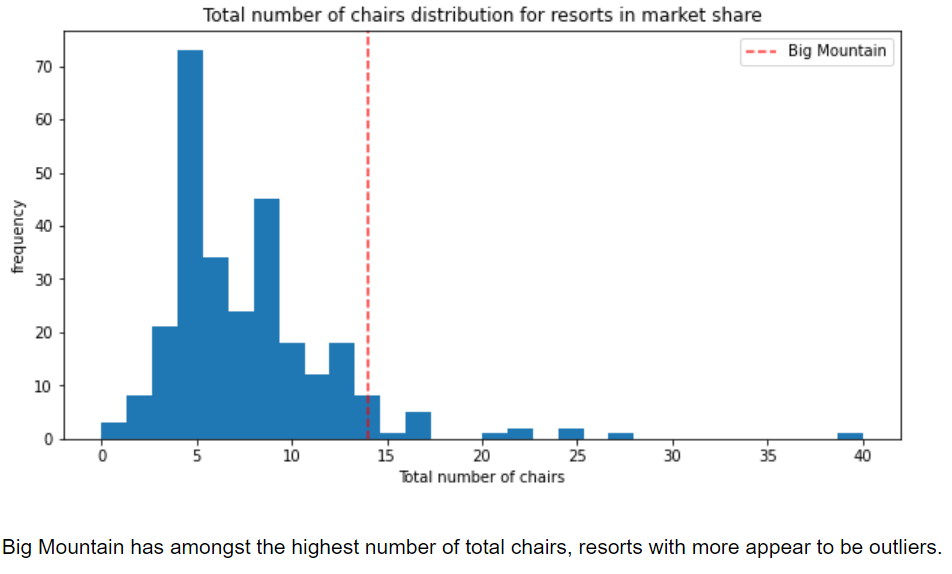 Total number of chairs distribution for resorts in market share
Big Mountain
70
60
50
40
30
20
10
0
frequency
0 5 10 15 20 25 30 35 40
Total number of chairs
Big Mountain has amongst the highest number of total chairs, resorts with more appear to be outliers.